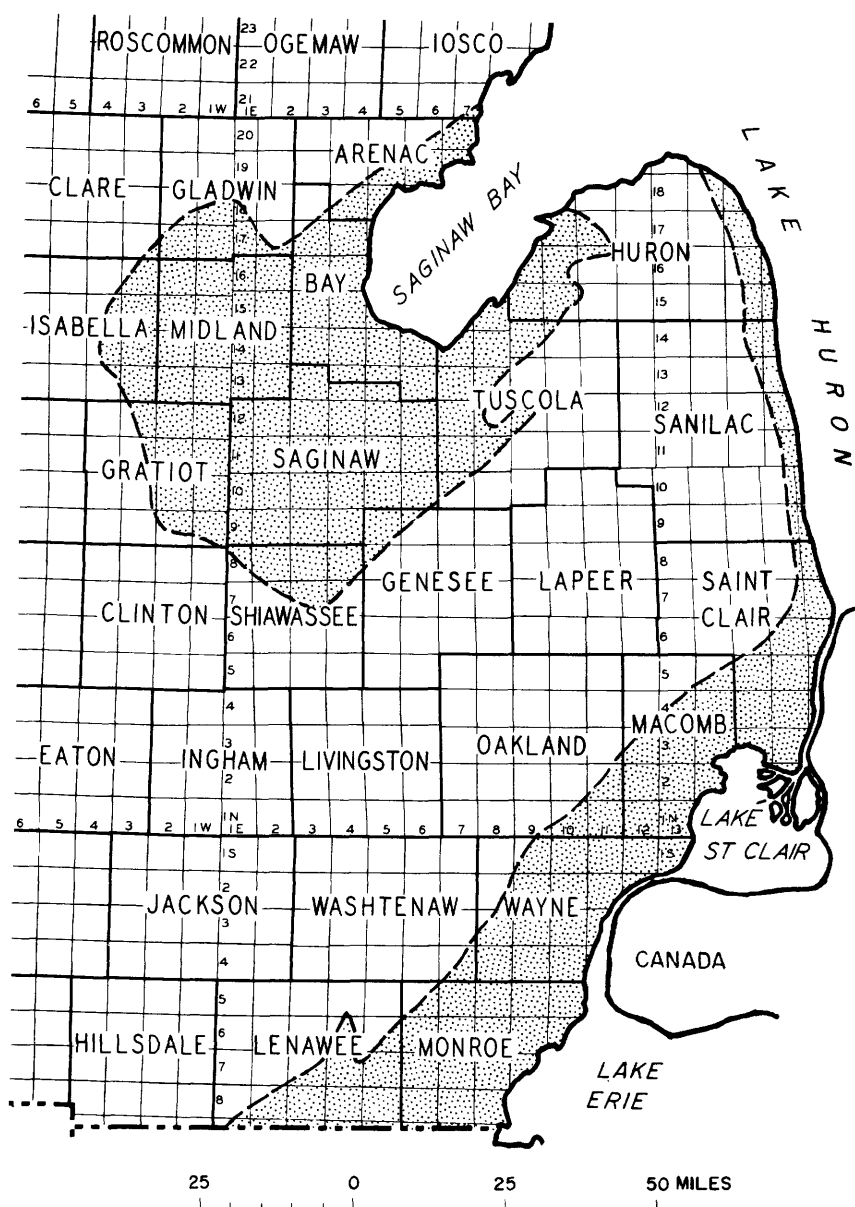 23
ROSCOMMON OGEMAW IOSCO
22
21
6 5 4 3 2 1W 1E 2 3 4 5 6 7
20
ARENAC
19
CLARE GLADWIN
18
17
LAKE
HURON
18
17
HURON
16
15
SAGINAW BAY
16
BAY
15
ISABELLA MIDLAND
14
13
14
13
TUSCOLA
12
SANILAC
11
12
11
GRATIOT SAGINAW
10
9
10
9
8
GENESEE LAPEER
8
SAINT
CLAIR
7
6
7
CLINTON SHIAWASSEE
6
5
5
4
MACOMB
3
2
4
EATON INGHAM LIVINGSTON OAKLAND
3
2
1N
6 5 4 3 2 1W 1E 2 3 4 5 6 7 8 9 10 11 12 13
1N
1S
LAKE
ST CLAIR
1S
2
JACKSON WASHTENAW WAYNE
3
4
CANADA
5
6
HILLSDALE LENAWEE MONROE
7
8
LAKE
ERIE
25 0 25 50 MILES